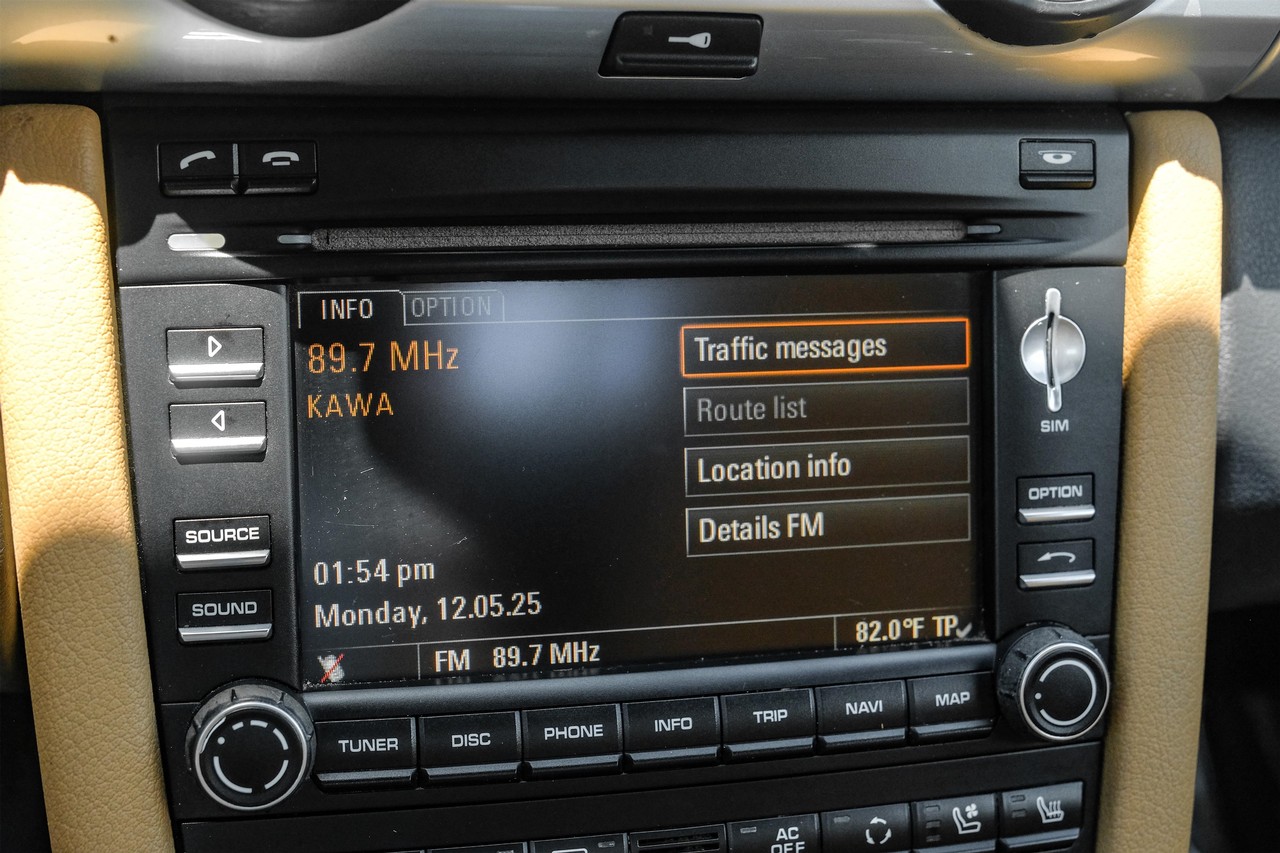 INFO OPTION
89.7 MHz
KAWA
Traffic messages
Route list
Location info
Details FM
01:54 pm
Monday, 12.05.25
FM 89.7 MHz
82.0°F TP
SIM
SOURCE
SOUND
OPTION
TUNER DISC PHONE INFO TRIP NAVI MAP
AC
OFF